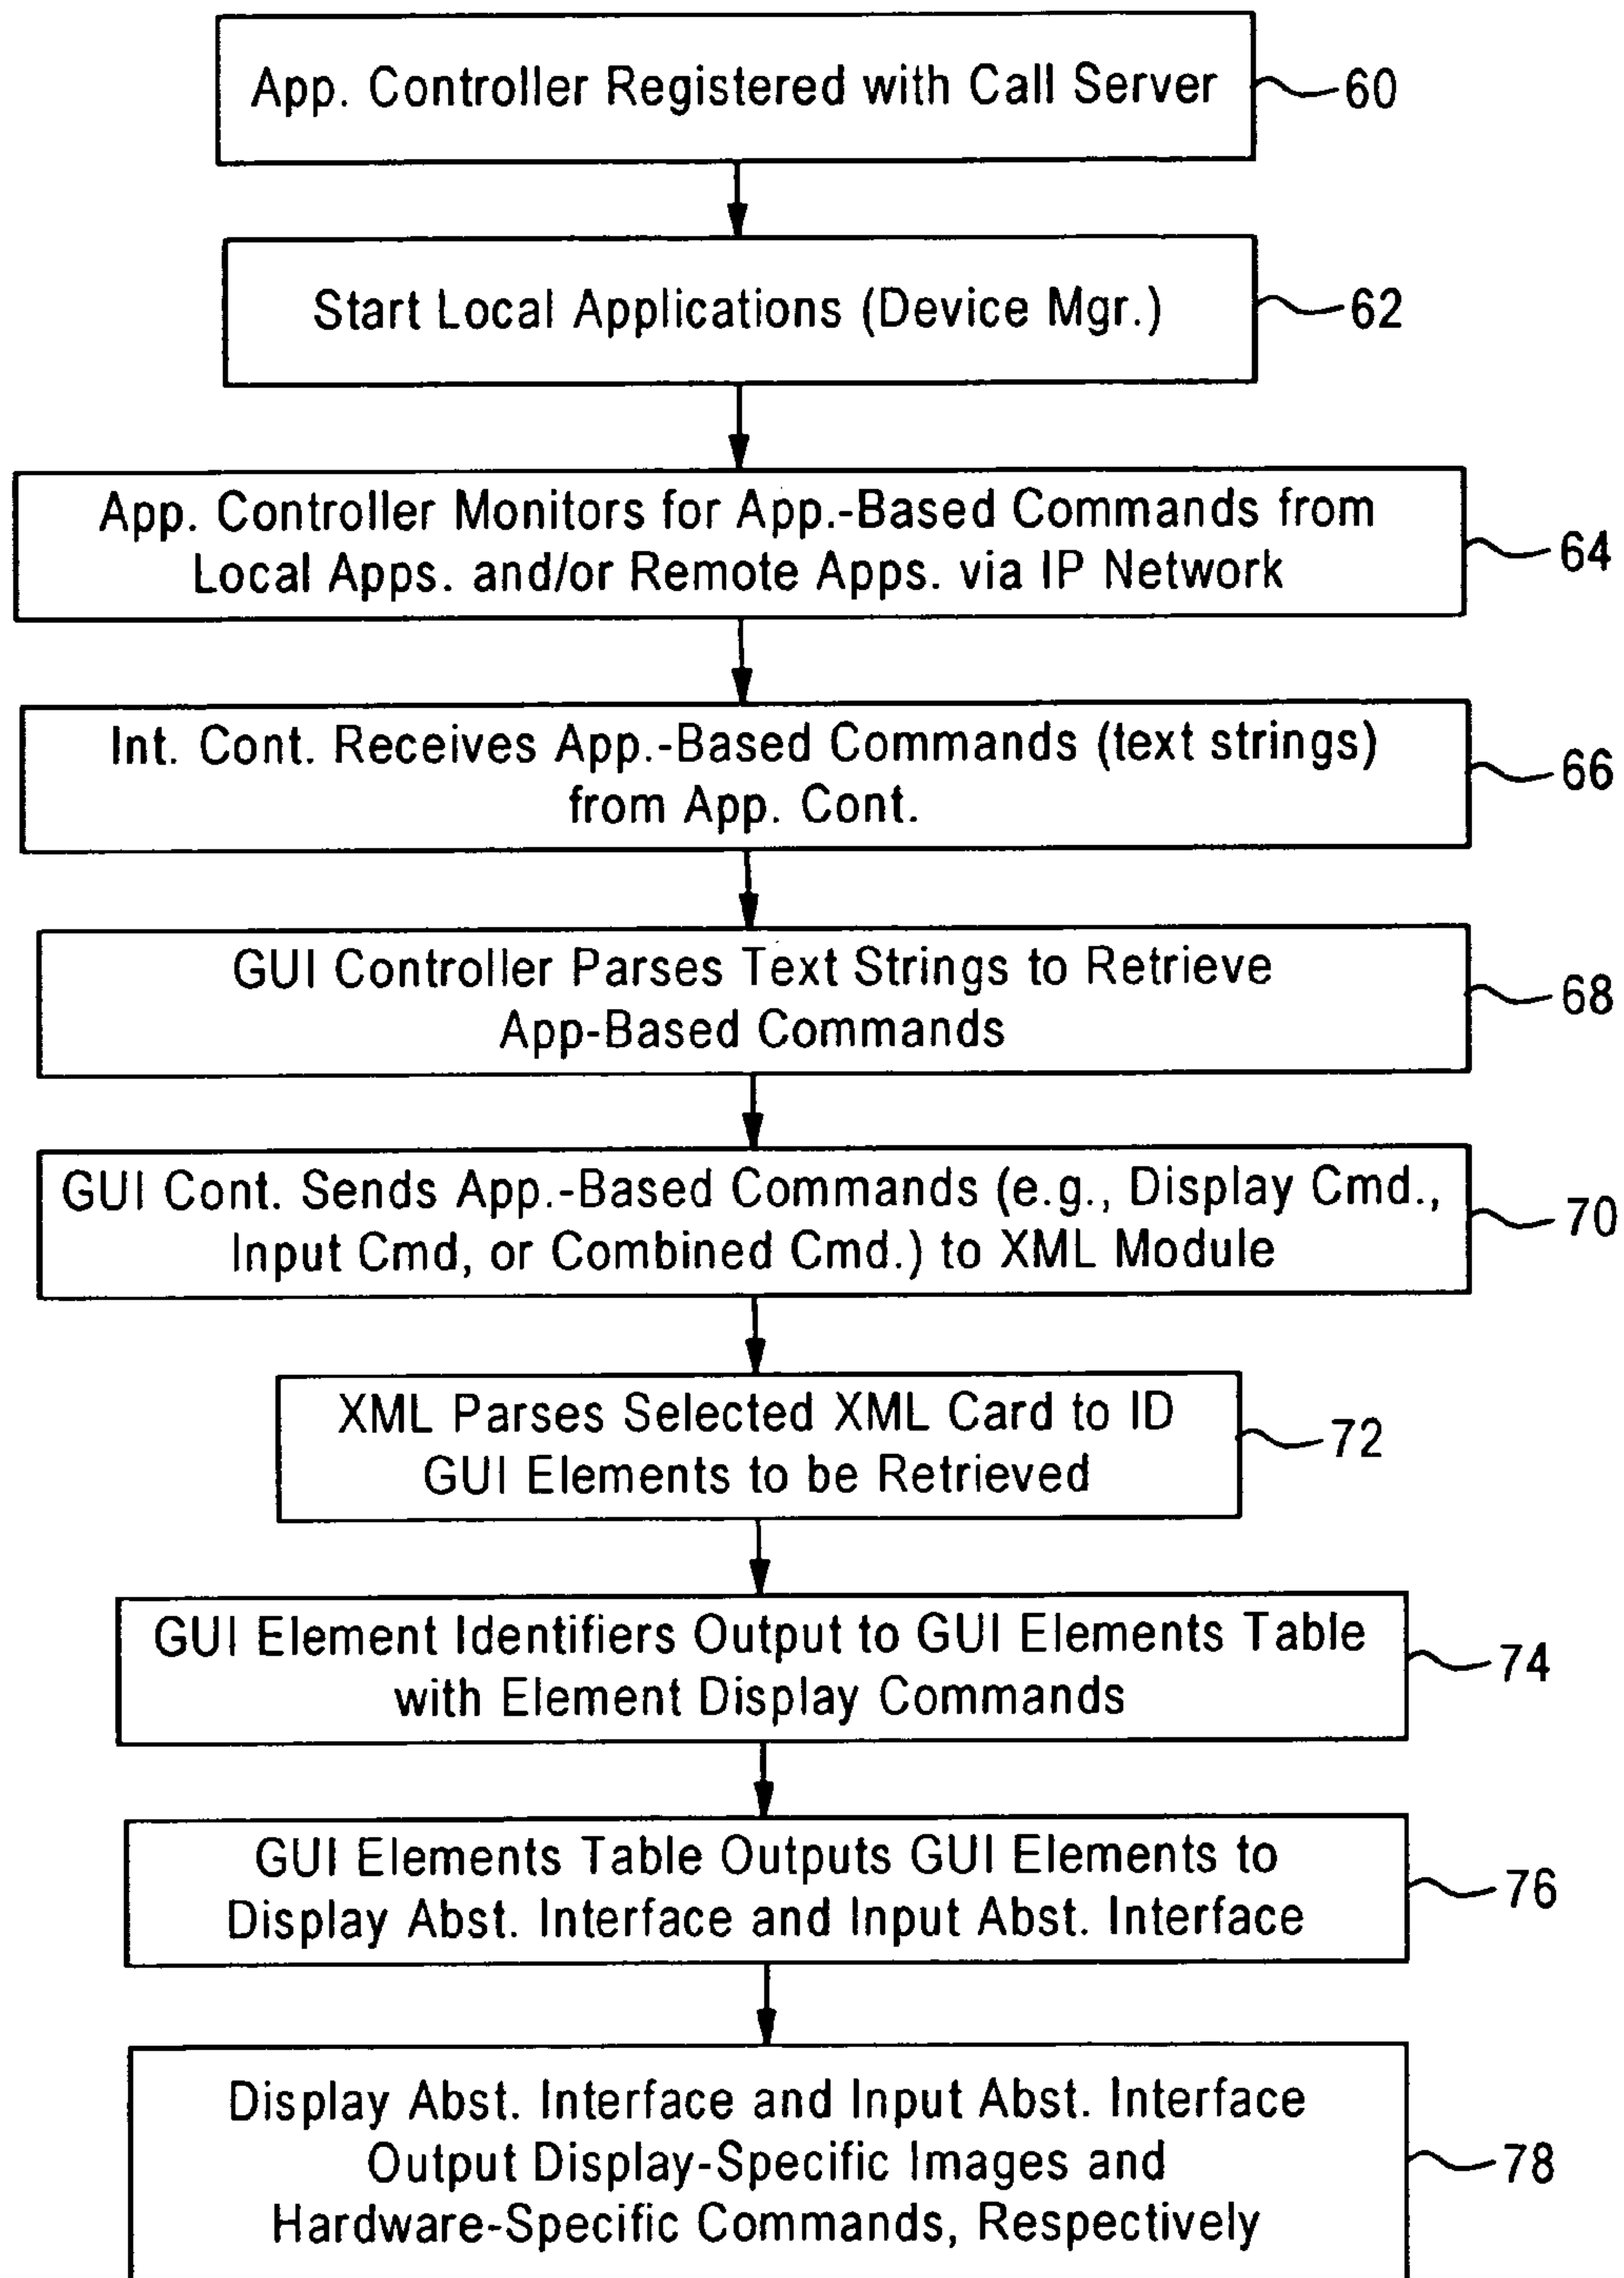 App. Controller Registered with Call Server
60
Start Local Applications (Device Mgr.)
62
App. Controller Monitors for App.-Based Commands from
Local Apps. and/or Remote Apps. via IP Network
64
Int. Cont. Receives App.-Based Commands (text strings)
from App. Cont.
66
GUI Controller Parses Text Strings to Retrieve
App-Based Commands
68
GUI Cont. Sends App.-Based Commands (e.g., Display Cmd.,
Input Cmd, or Combined Cmd.) to XML Module
70
XML Parses Selected XML Card to ID
GUI Elements to be Retrieved
72
GUI Element Identifiers Output to GUI Elements Table
with Element Display Commands
74
GUI Elements Table Outputs GUI Elements to
Display Abst. Interface and Input Abst. Interface
76
Display Abst. Interface and Input Abst. Interface
Output Display-Specific Images and
Hardware-Specific Commands, Respectively
78